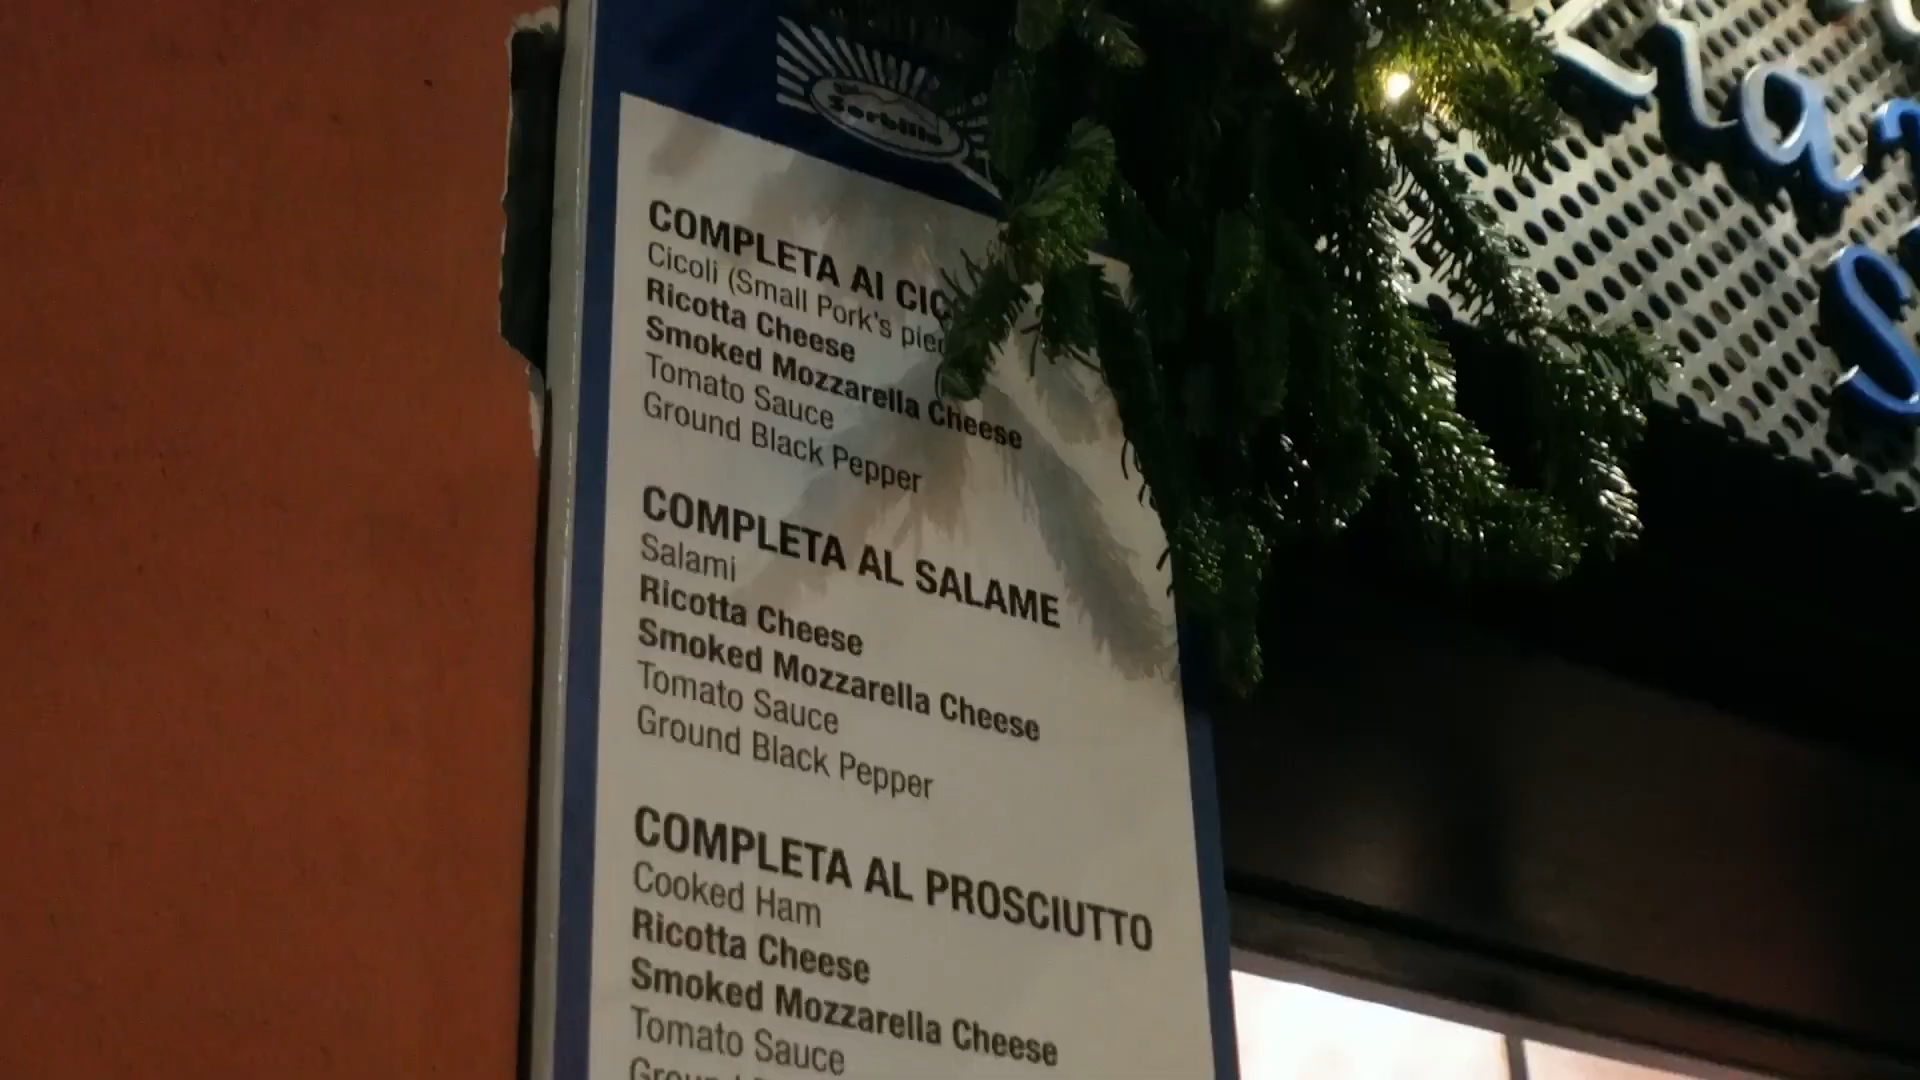 Sorbillo
COMPLETA AI
Cicoli (Small Pork's
Ricotta Cheese
Smoked Mozzarella Cheese
Tomato Sauce
Ground Black Pepper
COMPLETA AL SALAME
Salami
Ricotta Cheese
Smoked Mozzarella Cheese
Tomato Sauce
Ground Black Pepper
COMPLETA AL PROSCIUTTO
Cooked Ham
Ricotta Cheese
Smoked Mozzarella Cheese
Tomato Sauce